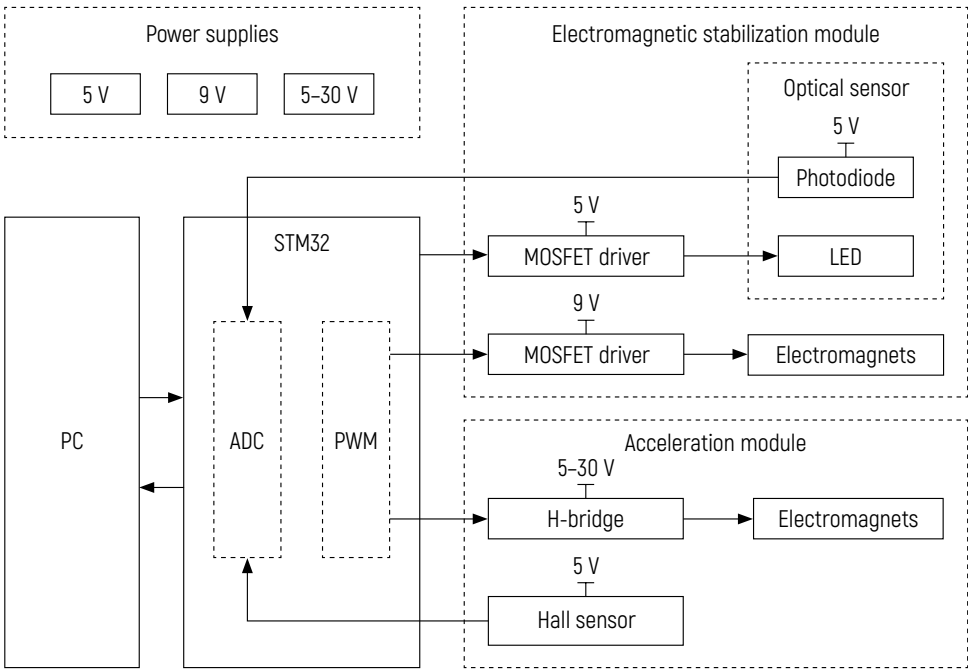 Power supplies
5 V
9 V
5–30 V
Electromagnetic stabilization module
Optical sensor
5 V
Photodiode
5 V
MOSFET driver
LED
9 V
MOSFET driver
Electromagnets
PC
STM32
ADC
PWM
Acceleration module
5–30 V
H-bridge
Electromagnets
5 V
Hall sensor